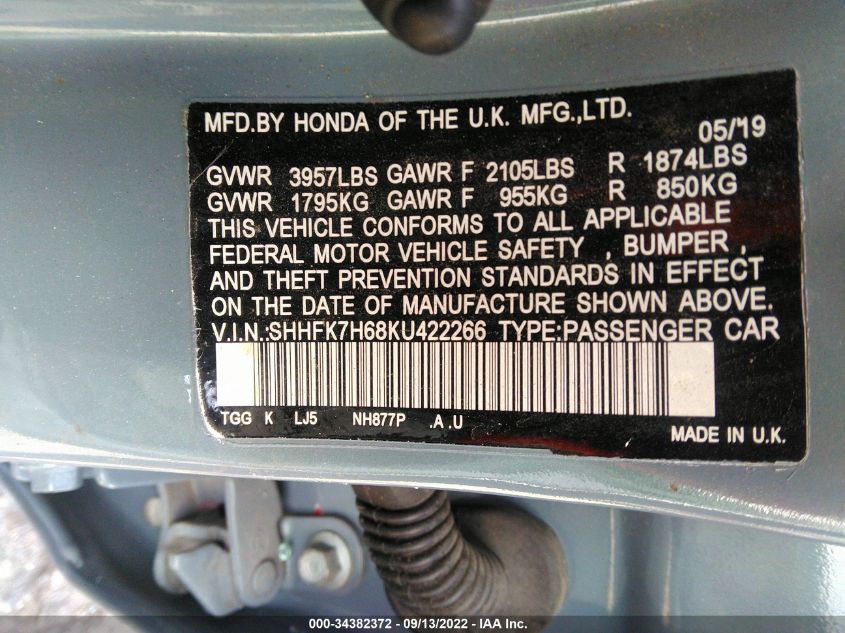 MFD.BY HONDA OF THE U.K. MFG.,LTD.
05/'19
GVWR 3957LBS GAWR F 2105LBS R 1874LBS
GVWR 1795KG GAWR F 955KG R 850KG
THIS VEHICLE CONFORMS TO ALL APPLICABLE
FEDERAL MOTOR VEHICLE SAFETY , BUMPER ,
AND THEFT PREVENTION STANDARDS IN EFFECT
ON THE DATE OF MANUFACTURE SHOWN ABOVE.
V.I.N.:SHHFK7H68KU422266 TYPE:PASSENGER CAR
TGG K LJ5 NH877P .A .U
MADE IN U.K.
000-34382372 - 09/13/2022 - IAA Inc.